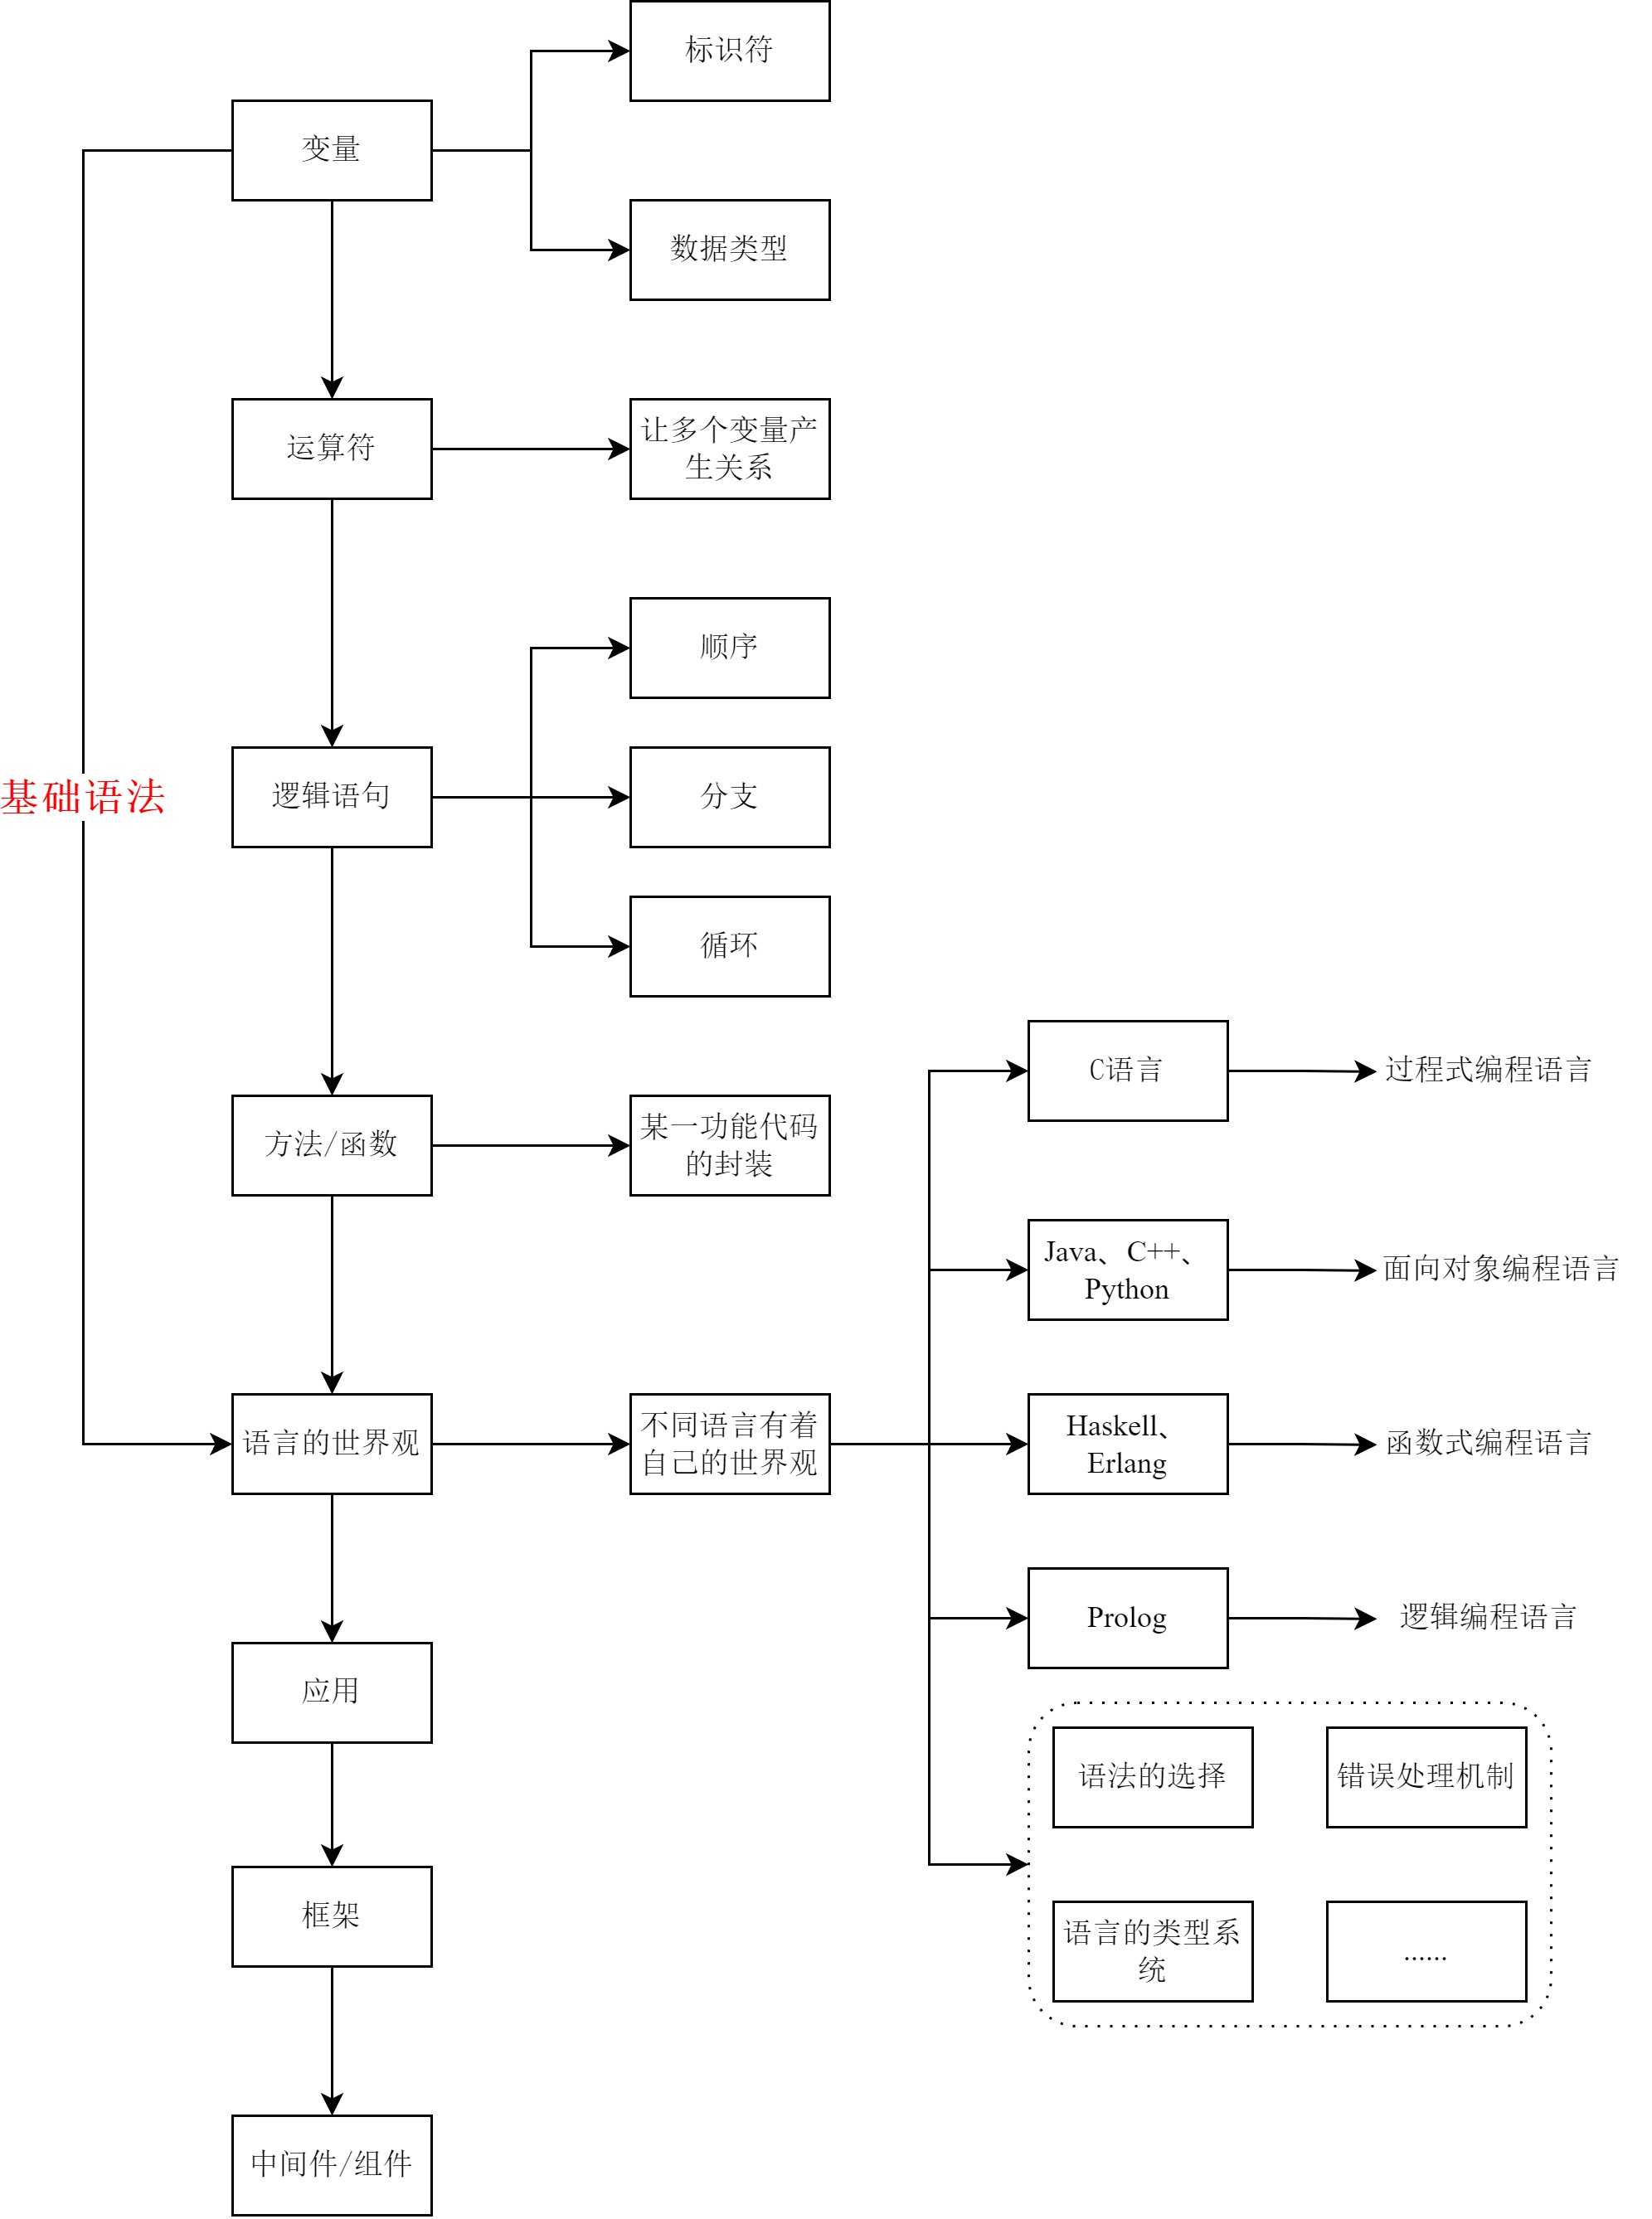 标识符
变量
数据类型
运算符
让多个变量产
生关系
顺序
基础语法
逻辑语句
分支
循环
C语言
过程式编程语言
方法/函数
某一功能代码
的封装
Java、C++、
Python
面向对象编程语言
语言的世界观
不同语言有着
自己的世界观
Haskell、
Erlang
函数式编程语言
Prolog
逻辑编程语言
应用
语法的选择
错误处理机制
框架
语言的类型系
统
......
中间件/组件